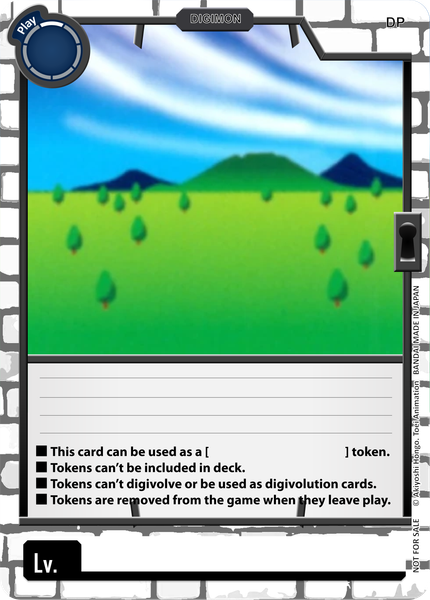 Play
DIGIMON
DP
■ This card can be used as a [ ] token.
■ Tokens can't be included in deck.
■ Tokens can't digivolve or be used as digivolution cards.
■ Tokens are removed from the game when they leave play.
Lv.
NOT FOR SALE © Akiyoshi Hongo, Toei Animation BANDAI MADE IN JAPAN